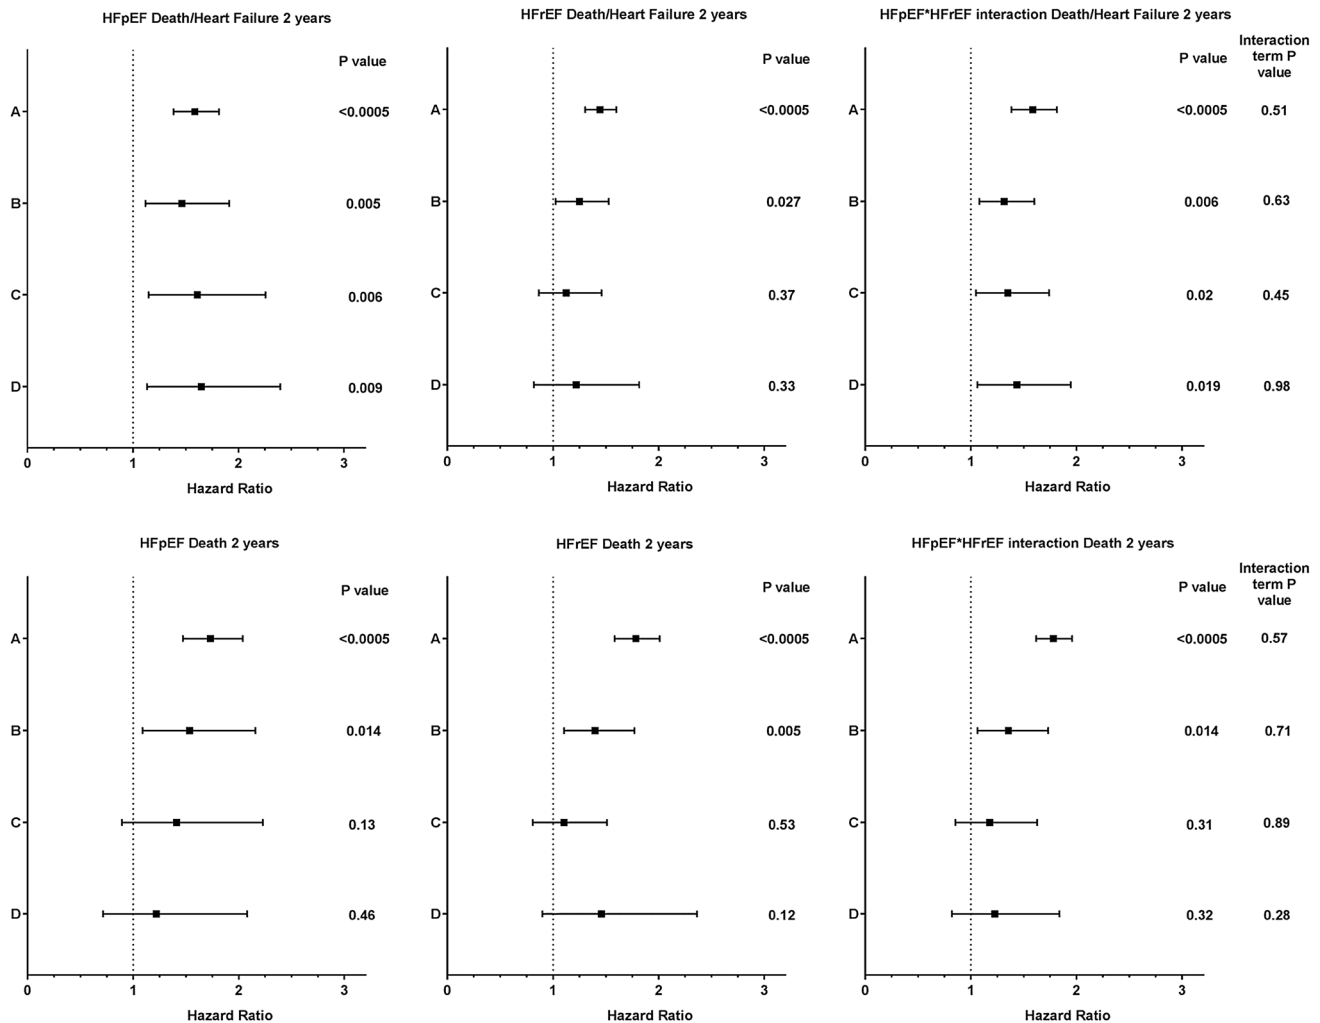 HFpEF Death/Heart Failure 2 years
P value
A
<0.0005
B
0.005
C
0.006
D
0.009
0 1 2 3
Hazard Ratio
HFrEF Death/Heart Failure 2 years
P value
A
<0.0005
B
0.027
C
0.37
D
0.33
0 1 2 3
Hazard Ratio
HFpEF*HFrEF interaction Death/Heart Failure 2 years
Interaction
term P
value
P value
A
<0.0005 0.51
B
0.006 0.63
C
0.02 0.45
D
0.019 0.98
0 1 2 3
Hazard Ratio
HFpEF Death 2 years
P value
A
<0.0005
B
0.014
C
0.13
D
0.46
0 1 2 3
Hazard Ratio
HFrEF Death 2 years
P value
A
<0.0005
B
0.005
C
0.53
D
0.12
0 1 2 3
Hazard Ratio
HFpEF*HFrEF interaction Death 2 years
Interaction
term P
value
P value
A
<0.0005 0.57
B
0.014 0.71
C
0.31 0.89
D
0.32 0.28
0 1 2 3
Hazard Ratio